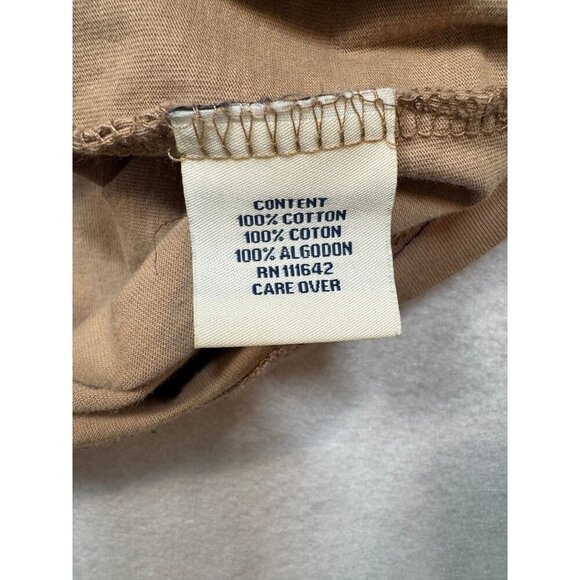 CONTENT
100% COTTON
100% COTON
100% ALGODON
RN 111642
CARE OVER